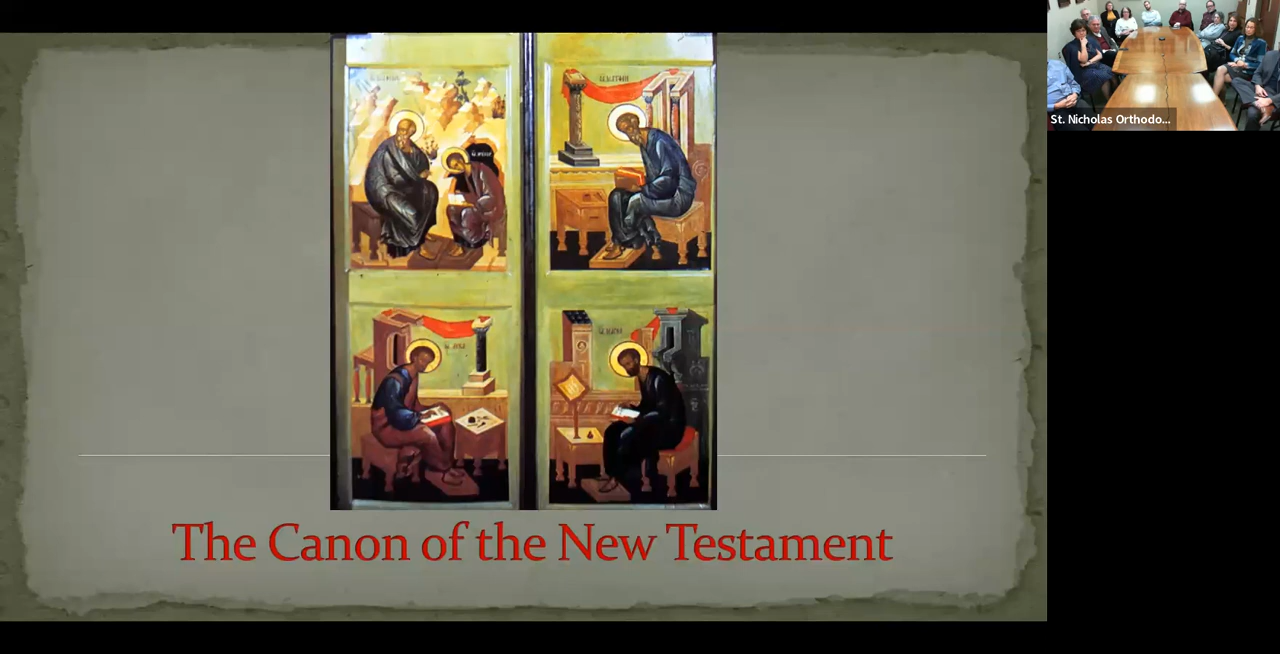 St. Nicholas Orthodo...
The Canon of the New Testament